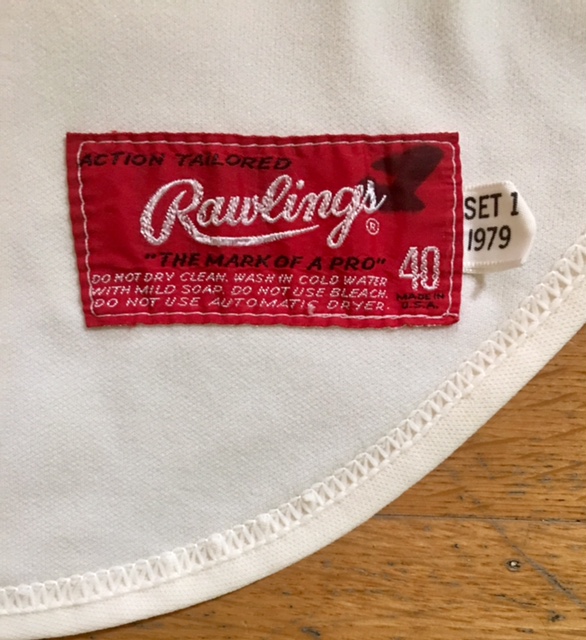 ACTION TAILORED
Rawlings®
"THE MARK OF A PRO"
40
DO NOT DRY CLEAN. WASH IN COLD WATER
WITH MILD SOAP. DO NOT USE BLEACH.
DO NOT USE AUTOMATIC DRYER.
MADE IN
U.S.A.
SET 1
1979